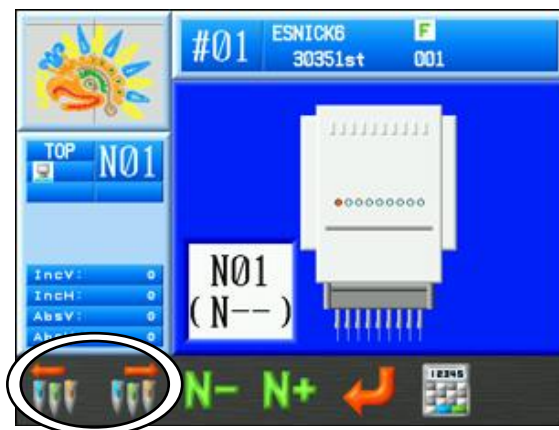 #01 ESNICK6 F
30351st 001
TOP N01
N01
(N--)
IncV: 0
IncH: 0
AbsV: 0
N- N+ 12345